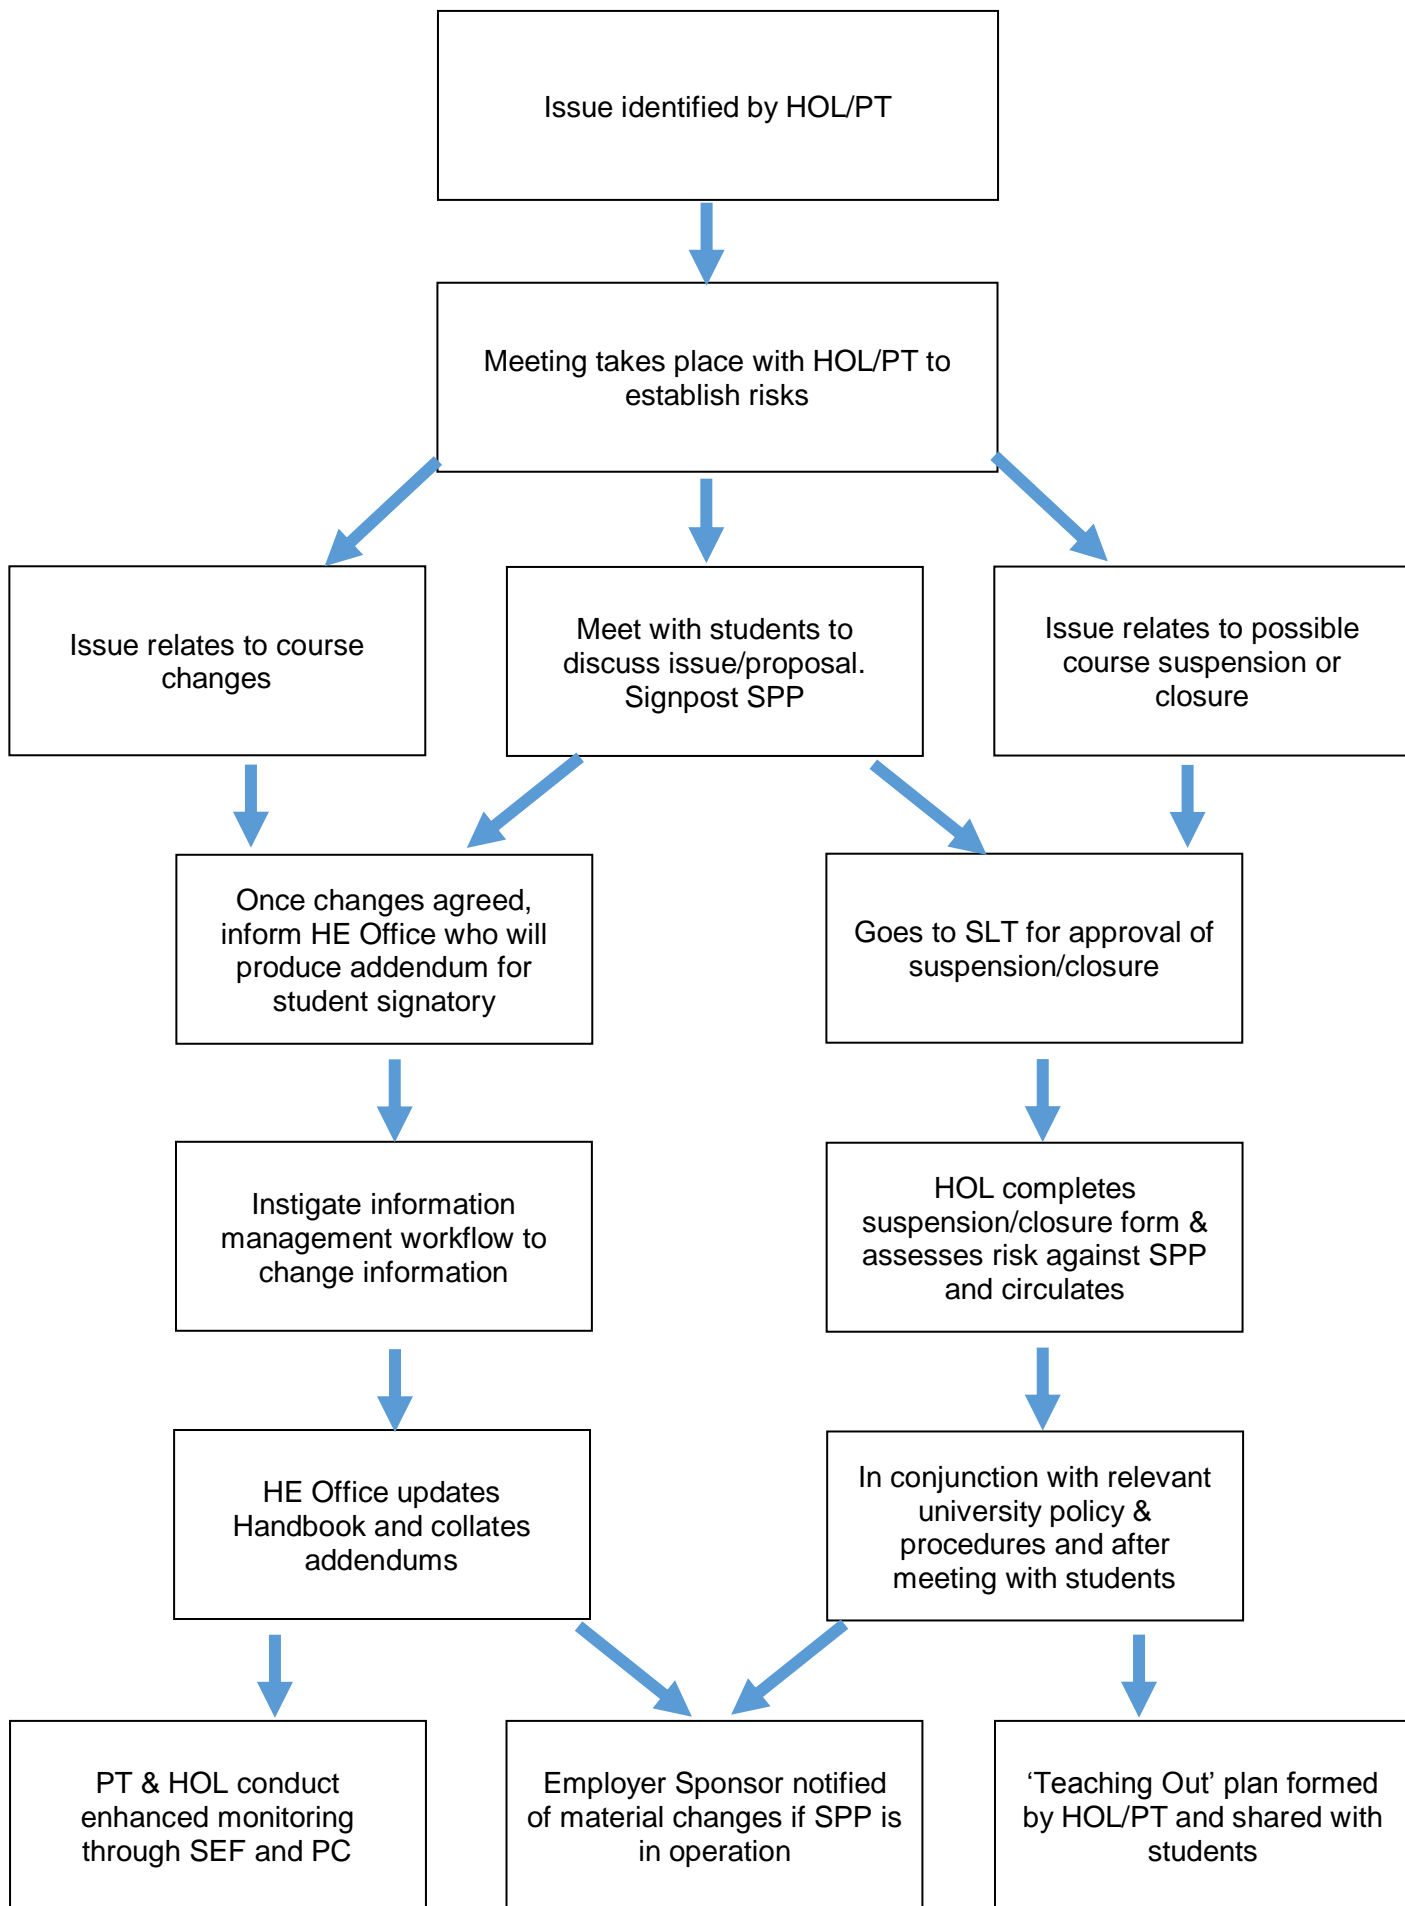 Issue identified by HOL/PT
Meeting takes place with HOL/PT to
establish risks
Issue relates to course
changes
Meet with students to
discuss issue/proposal.
Signpost SPP
Issue relates to possible
course suspension or
closure
Once changes agreed,
inform HE Office who will
produce addendum for
student signatory
Goes to SLT for approval of
suspension/closure
Instigate information
management workflow to
change information
HOL completes
suspension/closure form &
assesses risk against SPP
and circulates
HE Office updates
Handbook and collates
addendums
In conjunction with relevant
university policy &
procedures and after
meeting with students
PT & HOL conduct
enhanced monitoring
through SEF and PC
Employer Sponsor notified
of material changes if SPP is
in operation
‘Teaching Out’ plan formed
by HOL/PT and shared with
students